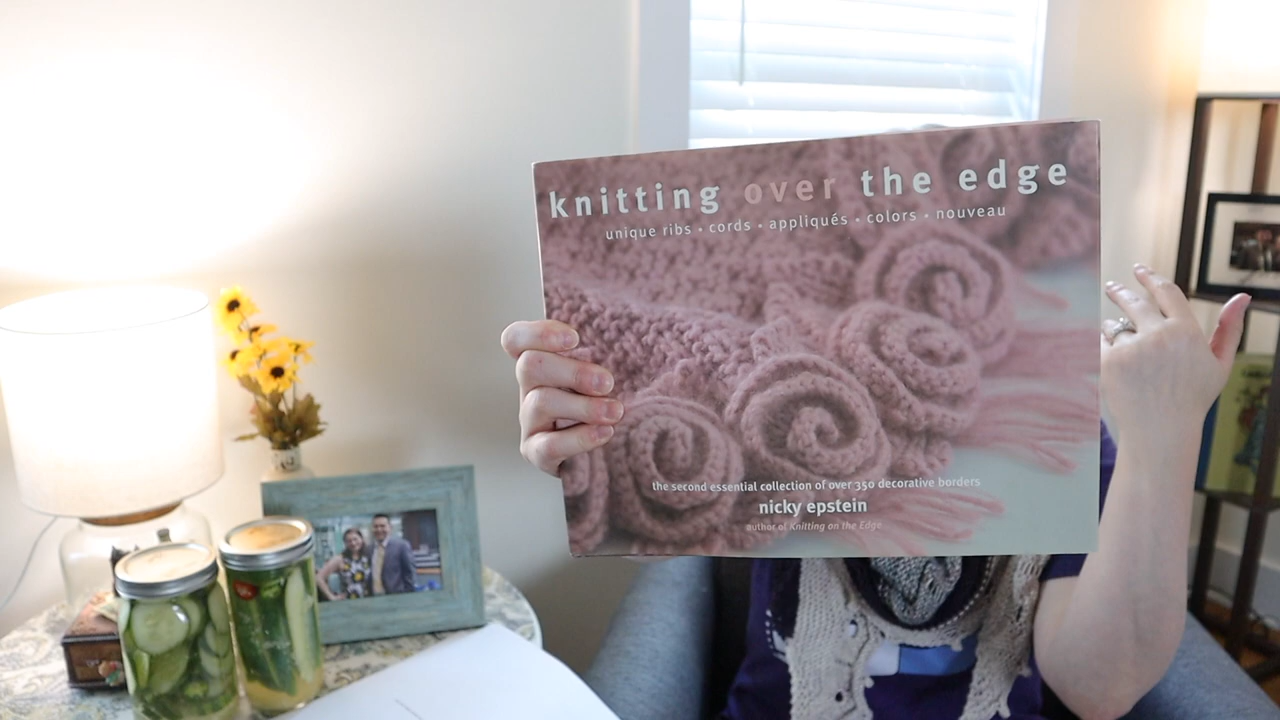 knitting over the edge
unique ribs • cords • appliqués • colors • nouveau
the second essential collection of over 350 decorative borders
nicky epstein
author of Knitting on the Edge